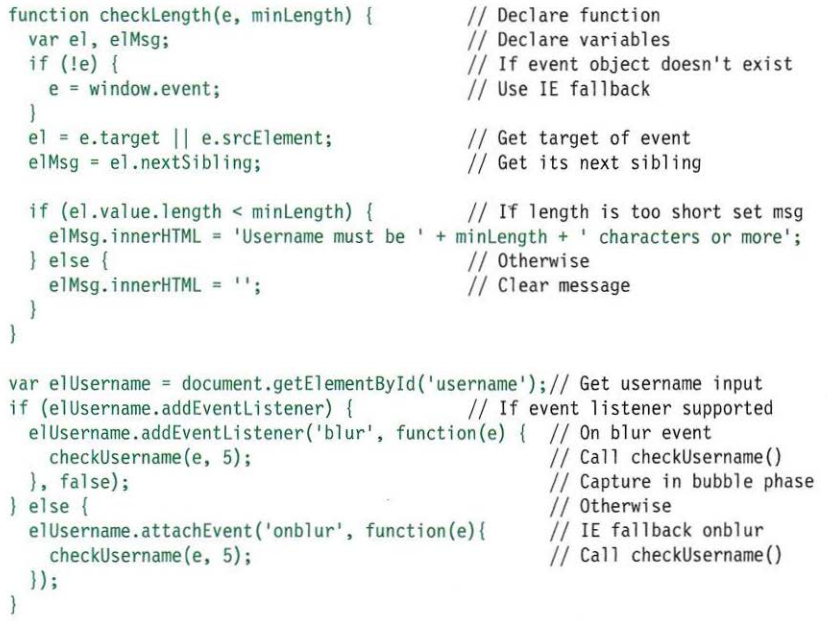 function checkLength(e, minLength) { // Declare function
var el, elMsg; // Declare variables
if (!e) { // If event object doesn't exist
e = window.event; // Use IE fallback
}
el = e.target || e.srcElement; // Get target of event
elMsg = el.nextSibling; // Get its next sibling
if (el.value.length < minLength) { // If length is too short set msg
elMsg.innerHTML = 'Username must be ' + minLength + ' characters or more';
} else { // Otherwise
elMsg.innerHTML = ''; // Clear message
}
}
var elUsername = document.getElementById('username');// Get username input
if (elUsername.addEventListener) { // If event listener supported
elUsername.addEventListener('blur', function(e) { // On blur event
checkUsername(e, 5); // Call checkUsername()
}, false); // Capture in bubble phase
} else { // Otherwise
elUsername.attachEvent('onblur', function(e){ // IE fallback onblur
checkUsername(e, 5); // Call checkUsername()
});
}